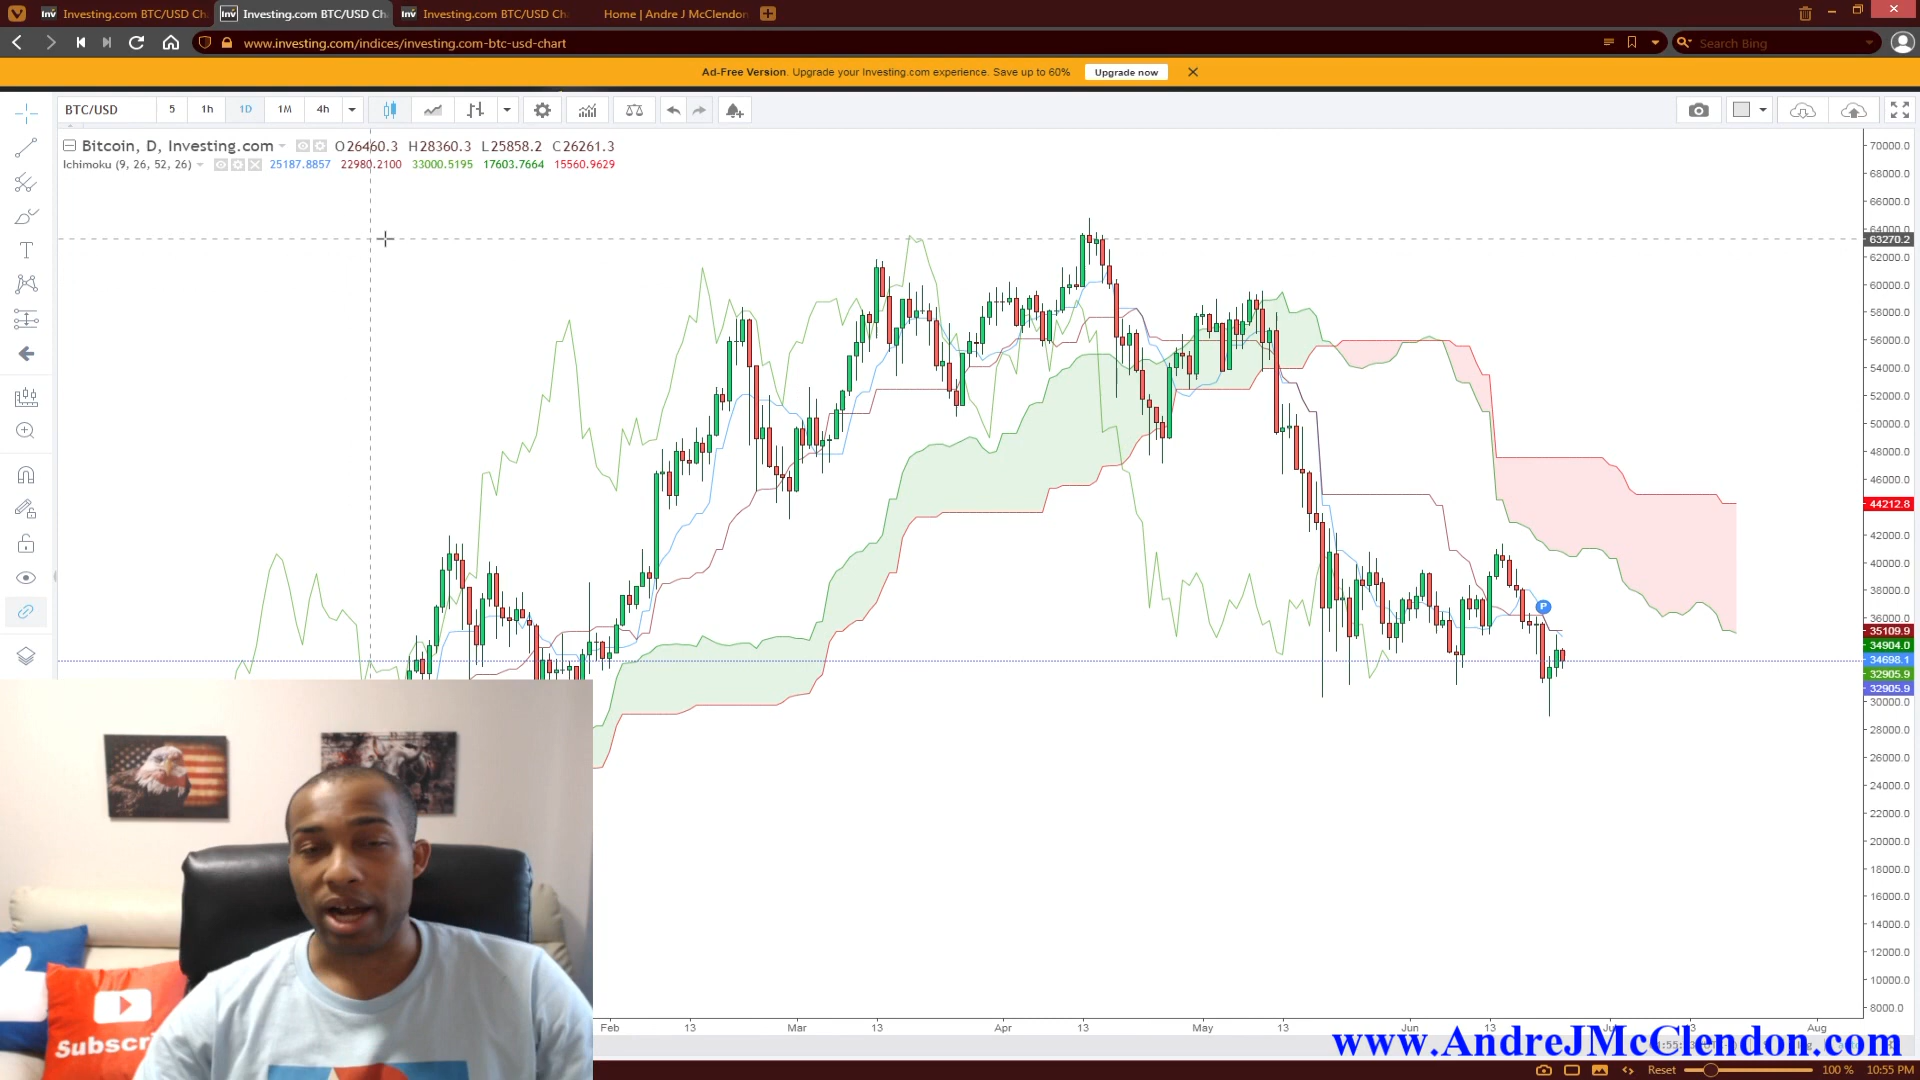 Investing.com BTC/USD Ch
Investing.com BTC/USD Ch
Investing.com BTC/USD Ch
Home | Andre J McClendon
www.investing.com/indices/investing.com-btc-usd-chart
Search Bing
Ad-Free Version. Upgrade your Investing.com experience. Save up to 60%
Upgrade now
BTC/USD 5 1h 1D 1M 4h
Bitcoin, D, Investing.com O26460.3 H28360.3 L25858.2 C26261.3
Ichimoku (9, 26, 52, 26) 25187.8857 22980.2100 33000.5195 17603.7664 15560.9629
70000.0
68000.0
66000.0
64000.0
63270.2
62000.0
60000.0
58000.0
56000.0
54000.0
52000.0
50000.0
48000.0
46000.0
44212.8
42000.0
40000.0
38000.0
36000.0
35109.9
34904.0
34698.1
32905.9
32905.9
30000.0
28000.0
26000.0
24000.0
22000.0
20000.0
18000.0
16000.0
14000.0
12000.0
10000.0
8000.0
P
Subscri
Feb 13 Mar 13 Apr 13 May 13 Jun 13 Aug
www.AndreJMcClendon.com
Reset 100 % 10:55 PM